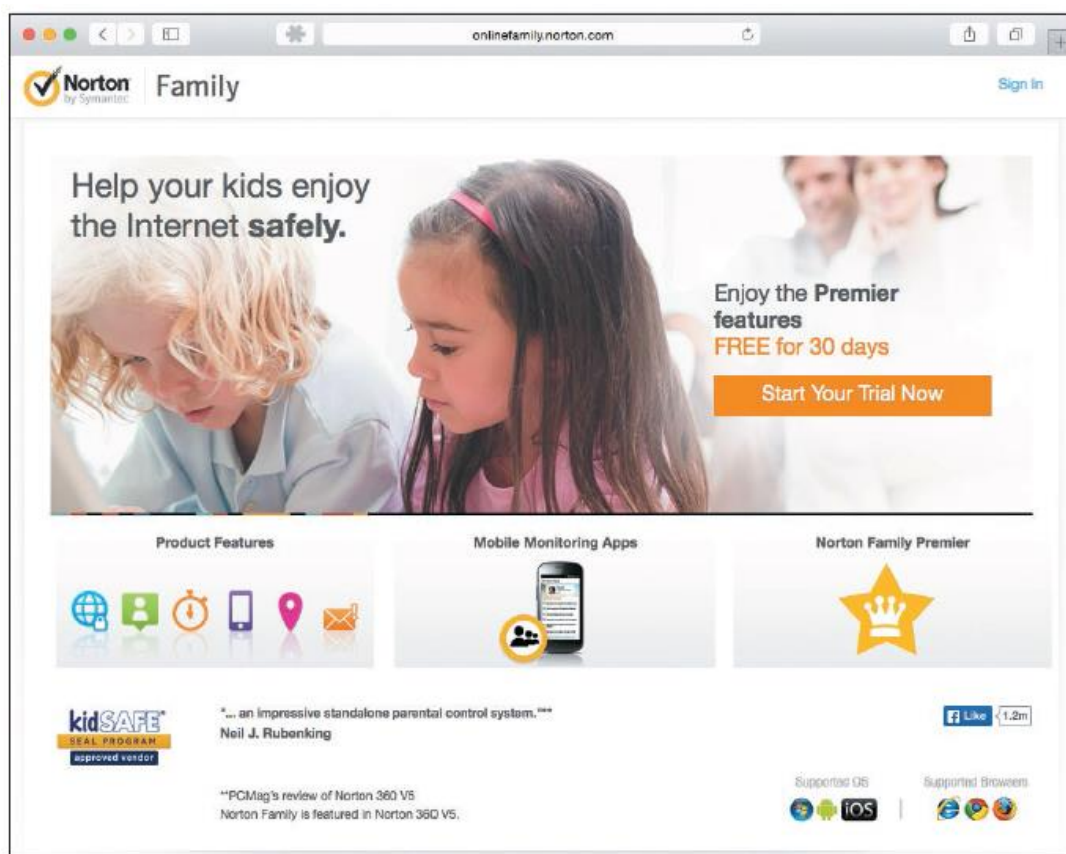 onlinefamily.norton.com
Norton
by Symantec
Family
Sign In
Help your kids enjoy
the Internet safely.
Enjoy the Premier
features
FREE for 30 days
Start Your Trial Now
Product Features
Mobile Monitoring Apps
Norton Family Premier
kidSAFE
SEAL PROGRAM
approved vendor
"... an impressive standalone parental control system."**
Neil J. Rubenking
Like
1.2m
**PCMag's review of Norton 360 V5
Norton Family is featured in Norton 360 V5.
Supported OS
Supported Browsers
iOS